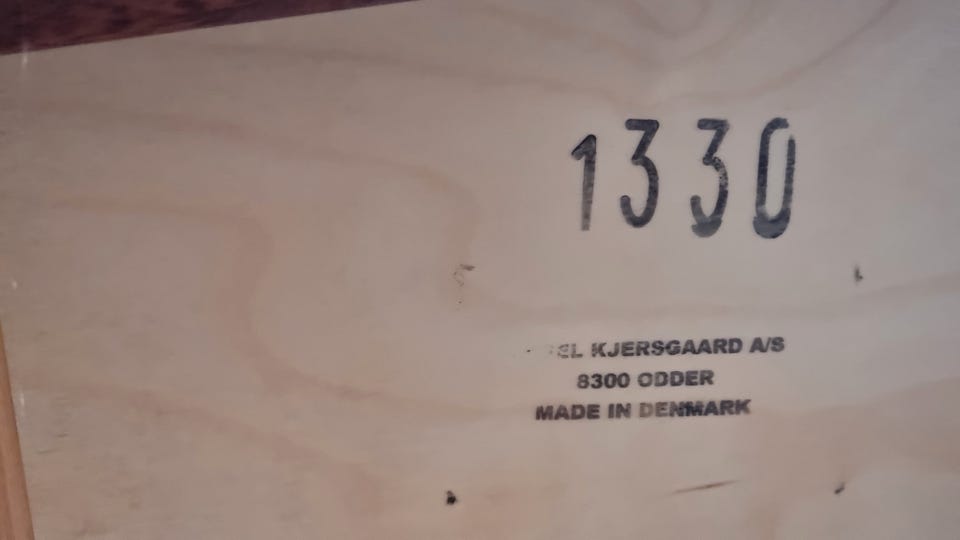 1330
KJERSGAARD A/S
8300 ODDER
MADE IN DENMARK